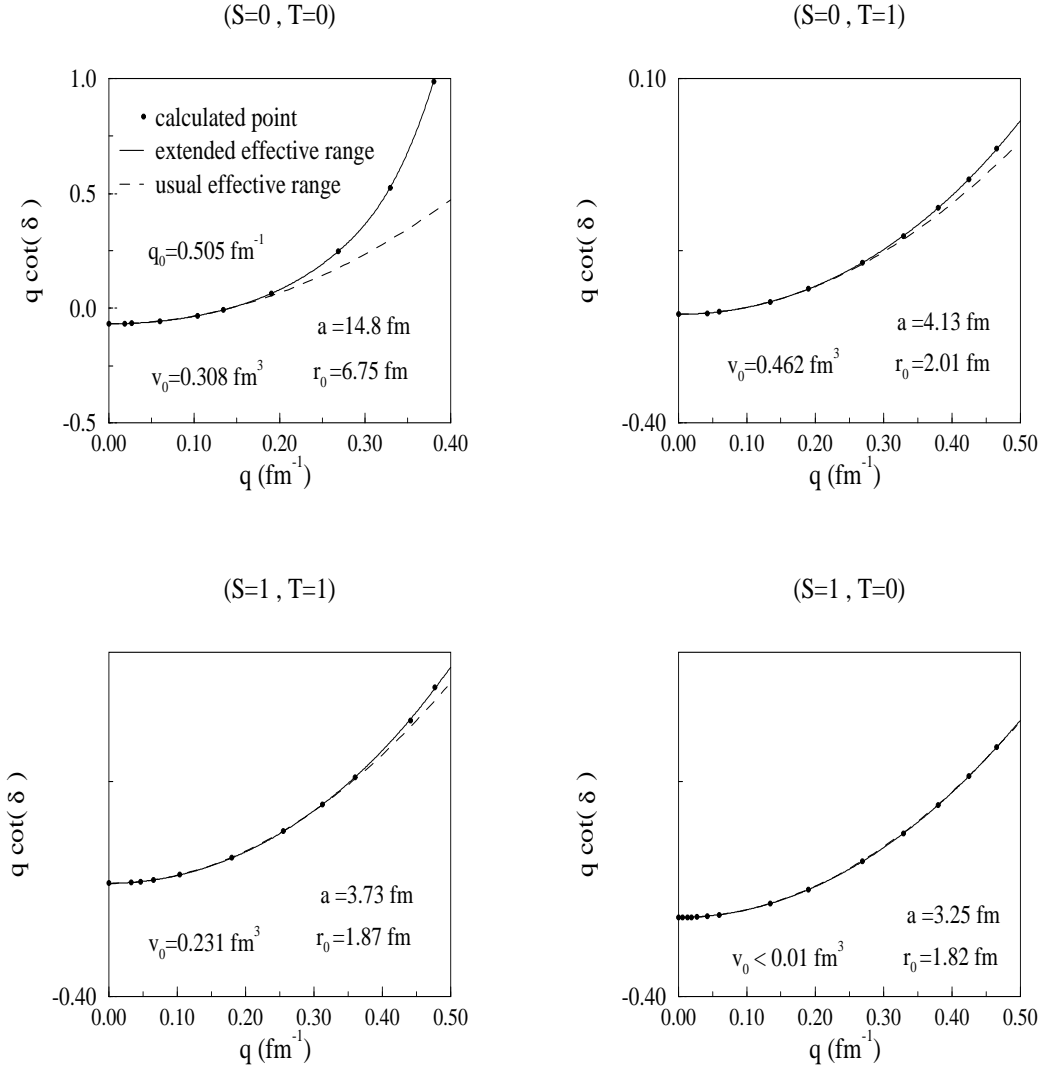 (S=0 , T=0)
1.0
0.5
0.0
-0.5
q cot( δ )
calculated point
extended effective range
usual effective range
q₀=0.505 fm⁻¹
a =14.8 fm
v₀=0.308 fm³
r₀ =6.75 fm
0.00 0.10 0.20 0.30 0.40
q (fm⁻¹)
(S=0 , T=1)
0.10
-0.40
q cot( δ )
a =4.13 fm
v₀=0.462 fm³
r₀ =2.01 fm
0.00 0.10 0.20 0.30 0.40 0.50
q (fm⁻¹)
(S=1 , T=1)
-0.40
q cot( δ )
a =3.73 fm
v₀=0.231 fm³
r₀ =1.87 fm
0.00 0.10 0.20 0.30 0.40 0.50
q (fm⁻¹)
(S=1 , T=0)
-0.40
q cot( δ )
a =3.25 fm
v₀ < 0.01 fm³
r₀ =1.82 fm
0.00 0.10 0.20 0.30 0.40 0.50
q (fm⁻¹)